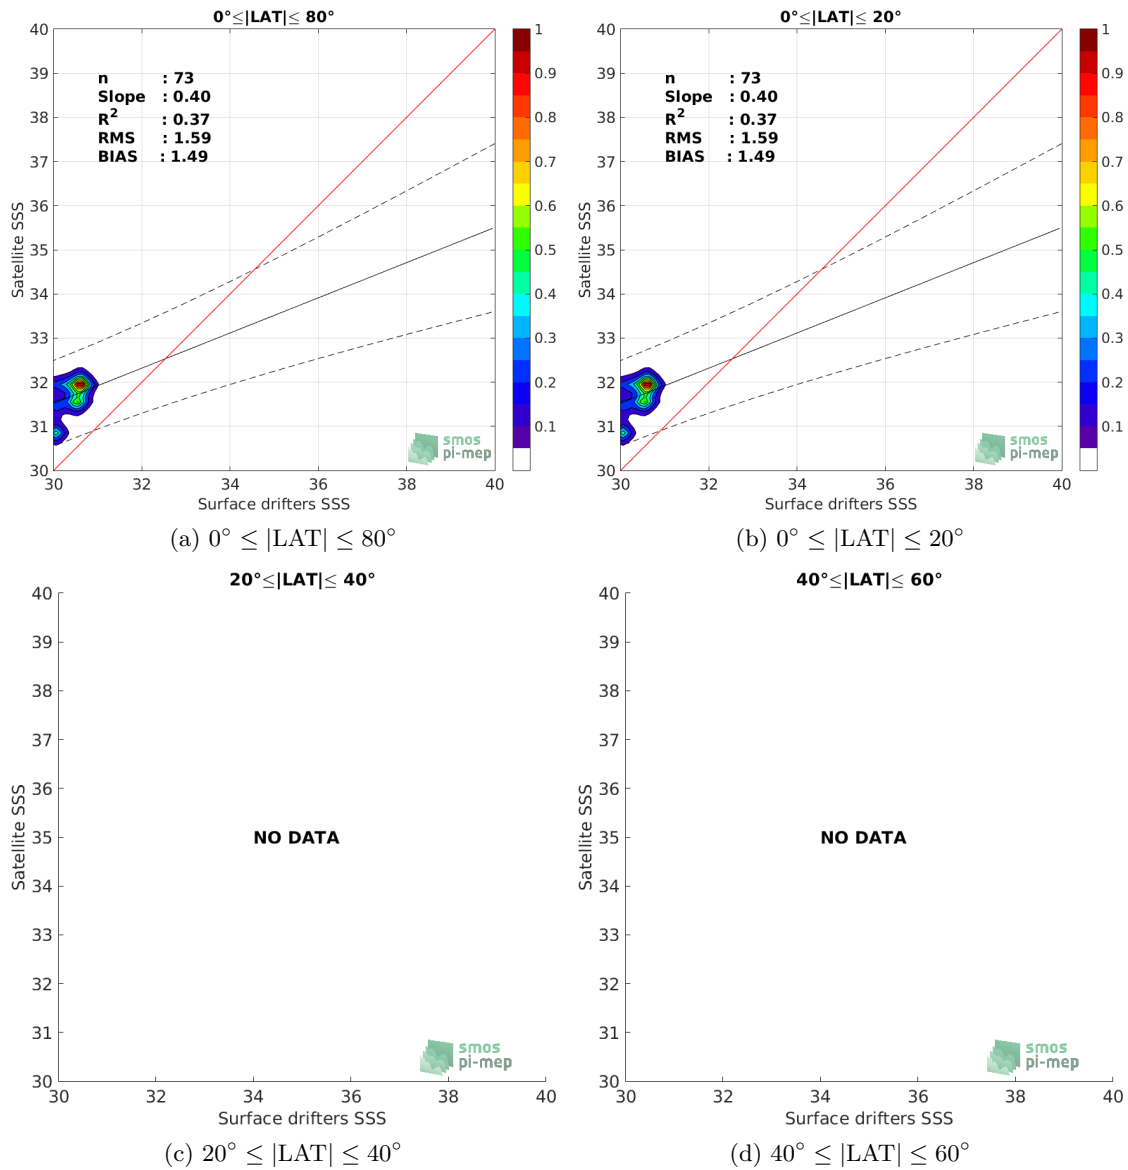 0°≤|LAT|≤ 80°
40
39
38
37
36
35
34
33
32
31
30
Satellite SSS
n : 73
Slope : 0.40
R2 : 0.37
RMS : 1.59
BIAS : 1.49
smos
pi-mep
30 32 34 36 38 40
Surface drifters SSS
1
0.9
0.8
0.7
0.6
0.5
0.4
0.3
0.2
0.1
(a) 0° ≤ |LAT| ≤ 80°
0°≤|LAT|≤ 20°
40
39
38
37
36
35
34
33
32
31
30
Satellite SSS
n : 73
Slope : 0.40
R2 : 0.37
RMS : 1.59
BIAS : 1.49
smos
pi-mep
30 32 34 36 38 40
Surface drifters SSS
1
0.9
0.8
0.7
0.6
0.5
0.4
0.3
0.2
0.1
(b) 0° ≤ |LAT| ≤ 20°
20°≤|LAT|≤ 40°
40
39
38
37
36
35
34
33
32
31
30
Satellite SSS
NO DATA
smos
pi-mep
30 32 34 36 38 40
Surface drifters SSS
(c) 20° ≤ |LAT| ≤ 40°
40°≤|LAT|≤ 60°
40
39
38
37
36
35
34
33
32
31
30
Satellite SSS
NO DATA
smos
pi-mep
30 32 34 36 38 40
Surface drifters SSS
(d) 40° ≤ |LAT| ≤ 60°